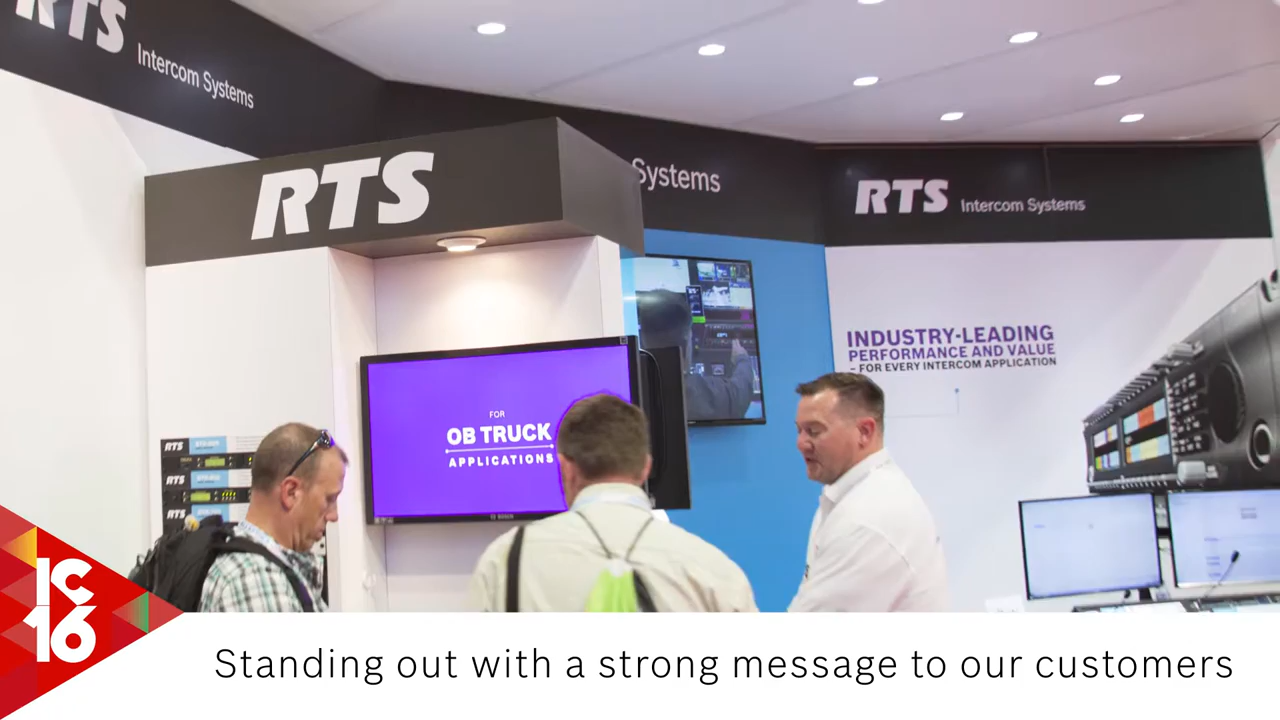 RTS
Intercom Systems
RTS
Systems
RTS Intercom Systems
INDUSTRY-LEADING
PERFORMANCE AND VALUE
– FOR EVERY INTERCOM APPLICATION
FOR
OB TRUCK
APPLICATIONS
RTS
RTS
RTS
BOSCH
IC
16
Standing out with a strong message to our customers